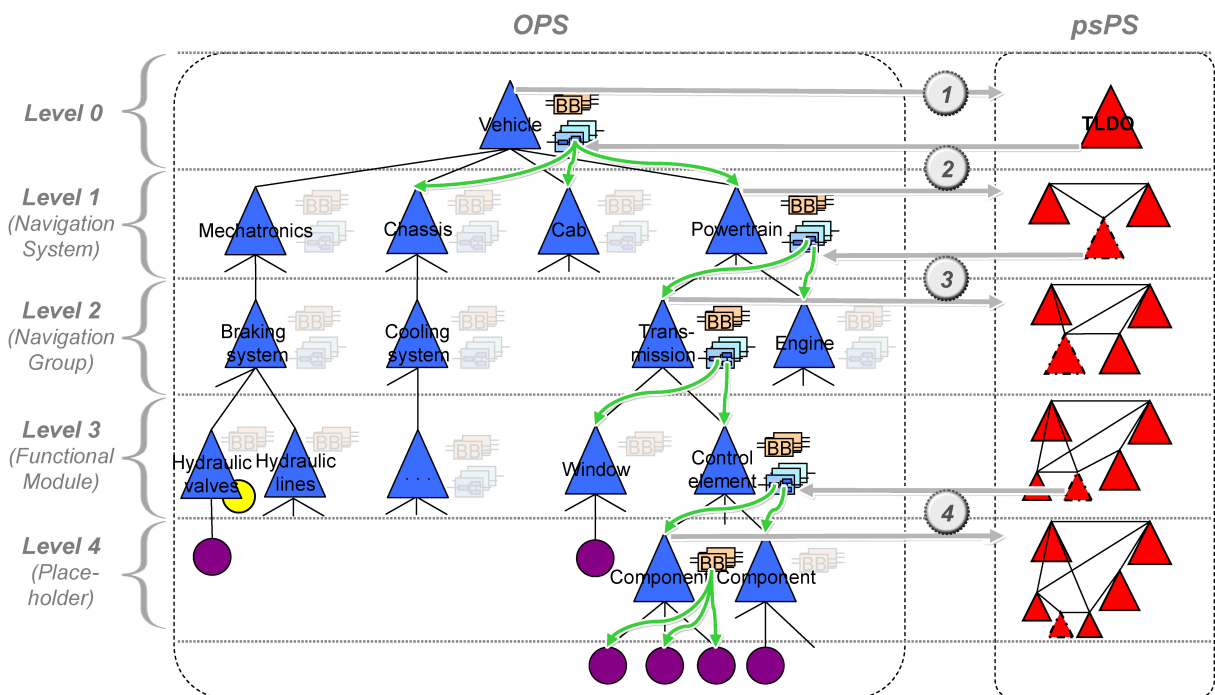 OPS
psPS
Level 0
Vehicle
BB
1
TLDO
2
Level 1
(Navigation
System)
Mechatronics
BB
Chassis
BB
Cab
BB
Powertrain
BB
3
Level 2
(Navigation
Group)
Braking
system
BB
Cooling
system
BB
Trans-
mission
BB
Engine
BB
Level 3
(Functional
Module)
Hydraulic
valves
BB
Hydraulic
lines
BB
. . .
BB
Window
BB
Control
element
BB
4
Level 4
(Place-
holder)
Component
BB
Component
BB